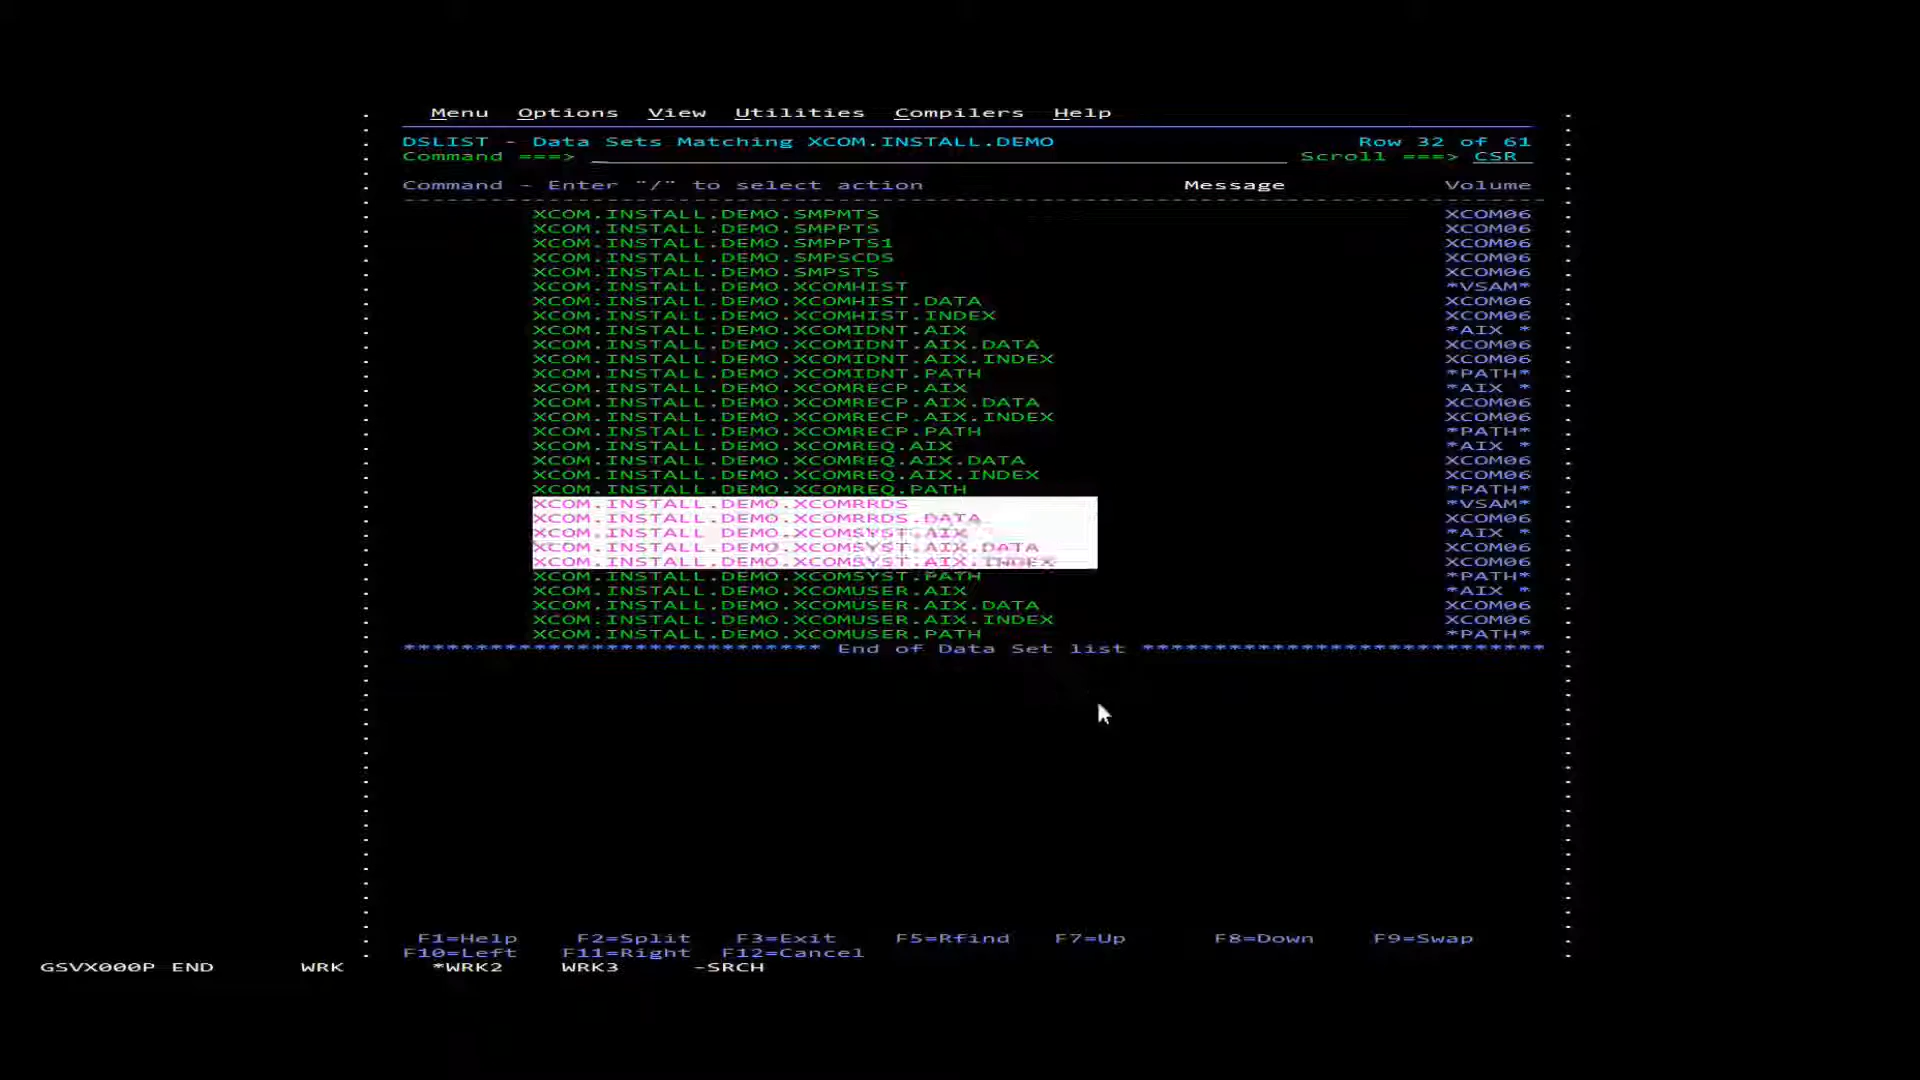 Menu Options View Utilities Compilers Help
DSLIST - Data Sets Matching XCOM.INSTALL.DEMO Row 32 of 61
Command ===> Scroll ===> CSR
Command - Enter "/" to select action Message Volume
XCOM.INSTALL.DEMO.SMPMTS XCOM06
XCOM.INSTALL.DEMO.SMPPTS XCOM06
XCOM.INSTALL.DEMO.SMPPTS1 XCOM06
XCOM.INSTALL.DEMO.SMPSCDS XCOM06
XCOM.INSTALL.DEMO.SMPSTS XCOM06
XCOM.INSTALL.DEMO.XCOMHIST *VSAM*
XCOM.INSTALL.DEMO.XCOMHIST.DATA XCOM06
XCOM.INSTALL.DEMO.XCOMHIST.INDEX XCOM06
XCOM.INSTALL.DEMO.XCOMIDNT.AIX *AIX *
XCOM.INSTALL.DEMO.XCOMIDNT.AIX.DATA XCOM06
XCOM.INSTALL.DEMO.XCOMIDNT.AIX.INDEX XCOM06
XCOM.INSTALL.DEMO.XCOMIDNT.PATH *PATH*
XCOM.INSTALL.DEMO.XCOMRECP.AIX *AIX *
XCOM.INSTALL.DEMO.XCOMRECP.AIX.DATA XCOM06
XCOM.INSTALL.DEMO.XCOMRECP.AIX.INDEX XCOM06
XCOM.INSTALL.DEMO.XCOMRECP.PATH *PATH*
XCOM.INSTALL.DEMO.XCOMREQ.AIX *AIX *
XCOM.INSTALL.DEMO.XCOMREQ.AIX.DATA XCOM06
XCOM.INSTALL.DEMO.XCOMREQ.AIX.INDEX XCOM06
XCOM.INSTALL.DEMO.XCOMREQ.PATH *PATH*
XCOM.INSTALL.DEMO.XCOMRRDS *VSAM*
XCOM.INSTALL.DEMO.XCOMRRDS.DATA XCOM06
XCOM.INSTALL.DEMO.XCOMSYST.AIX *AIX *
XCOM.INSTALL.DEMO.XCOMSYST.AIX.DATA XCOM06
XCOM.INSTALL.DEMO.XCOMSYST.AIX.INDEX XCOM06
XCOM.INSTALL.DEMO.XCOMSYST.PATH *PATH*
XCOM.INSTALL.DEMO.XCOMUSER.AIX *AIX *
XCOM.INSTALL.DEMO.XCOMUSER.AIX.DATA XCOM06
XCOM.INSTALL.DEMO.XCOMUSER.AIX.INDEX XCOM06
XCOM.INSTALL.DEMO.XCOMUSER.PATH *PATH*
***************************** End of Data Set list ****************************
F1=Help F2=Split F3=Exit F5=Rfind F7=Up F8=Down F9=Swap
F10=Left F11=Right F12=Cancel
GSVX000P END WRK *WRK2 WRK3 -SRCH